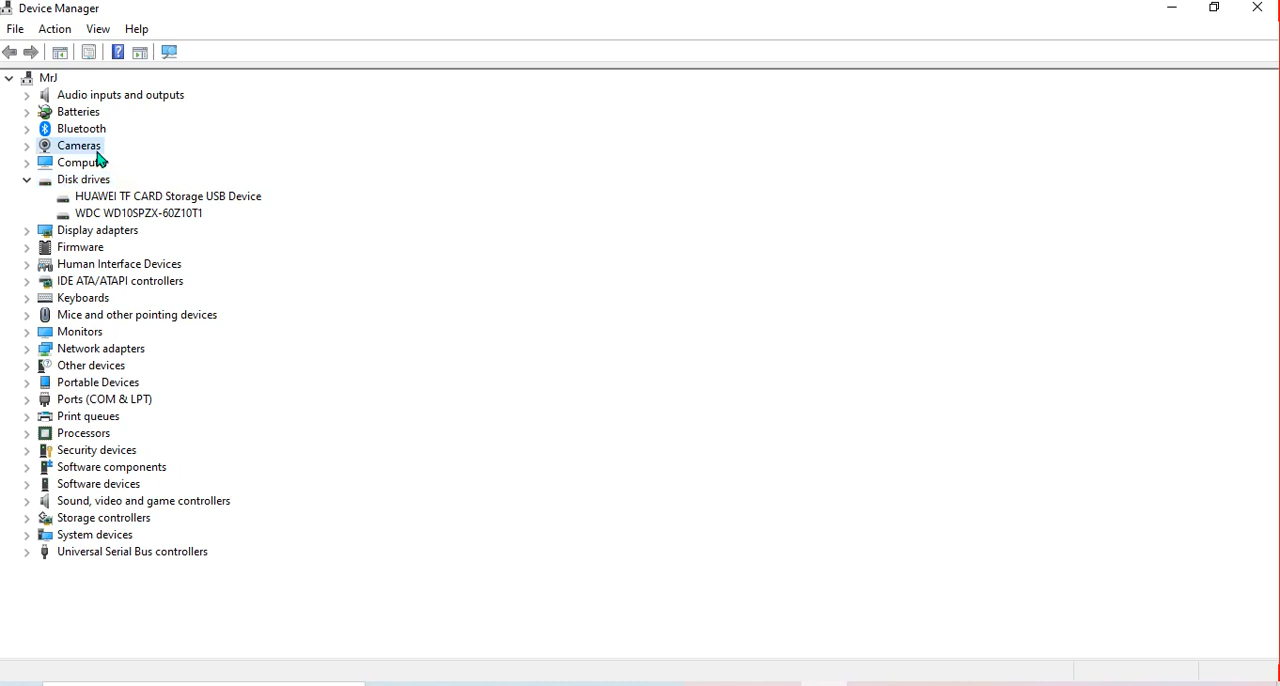 Device Manager
File Action View Help
MrJ
Audio inputs and outputs
Batteries
Bluetooth
Cameras
Disk drives
HUAWEI TF CARD Storage USB Device
WDC WD10SPZX-60Z10T1
Display adapters
Firmware
Human Interface Devices
IDE ATA/ATAPI controllers
Keyboards
Mice and other pointing devices
Monitors
Network adapters
Other devices
Portable Devices
Ports (COM & LPT)
Print queues
Processors
Security devices
Software components
Software devices
Sound, video and game controllers
Storage controllers
System devices
Universal Serial Bus controllers